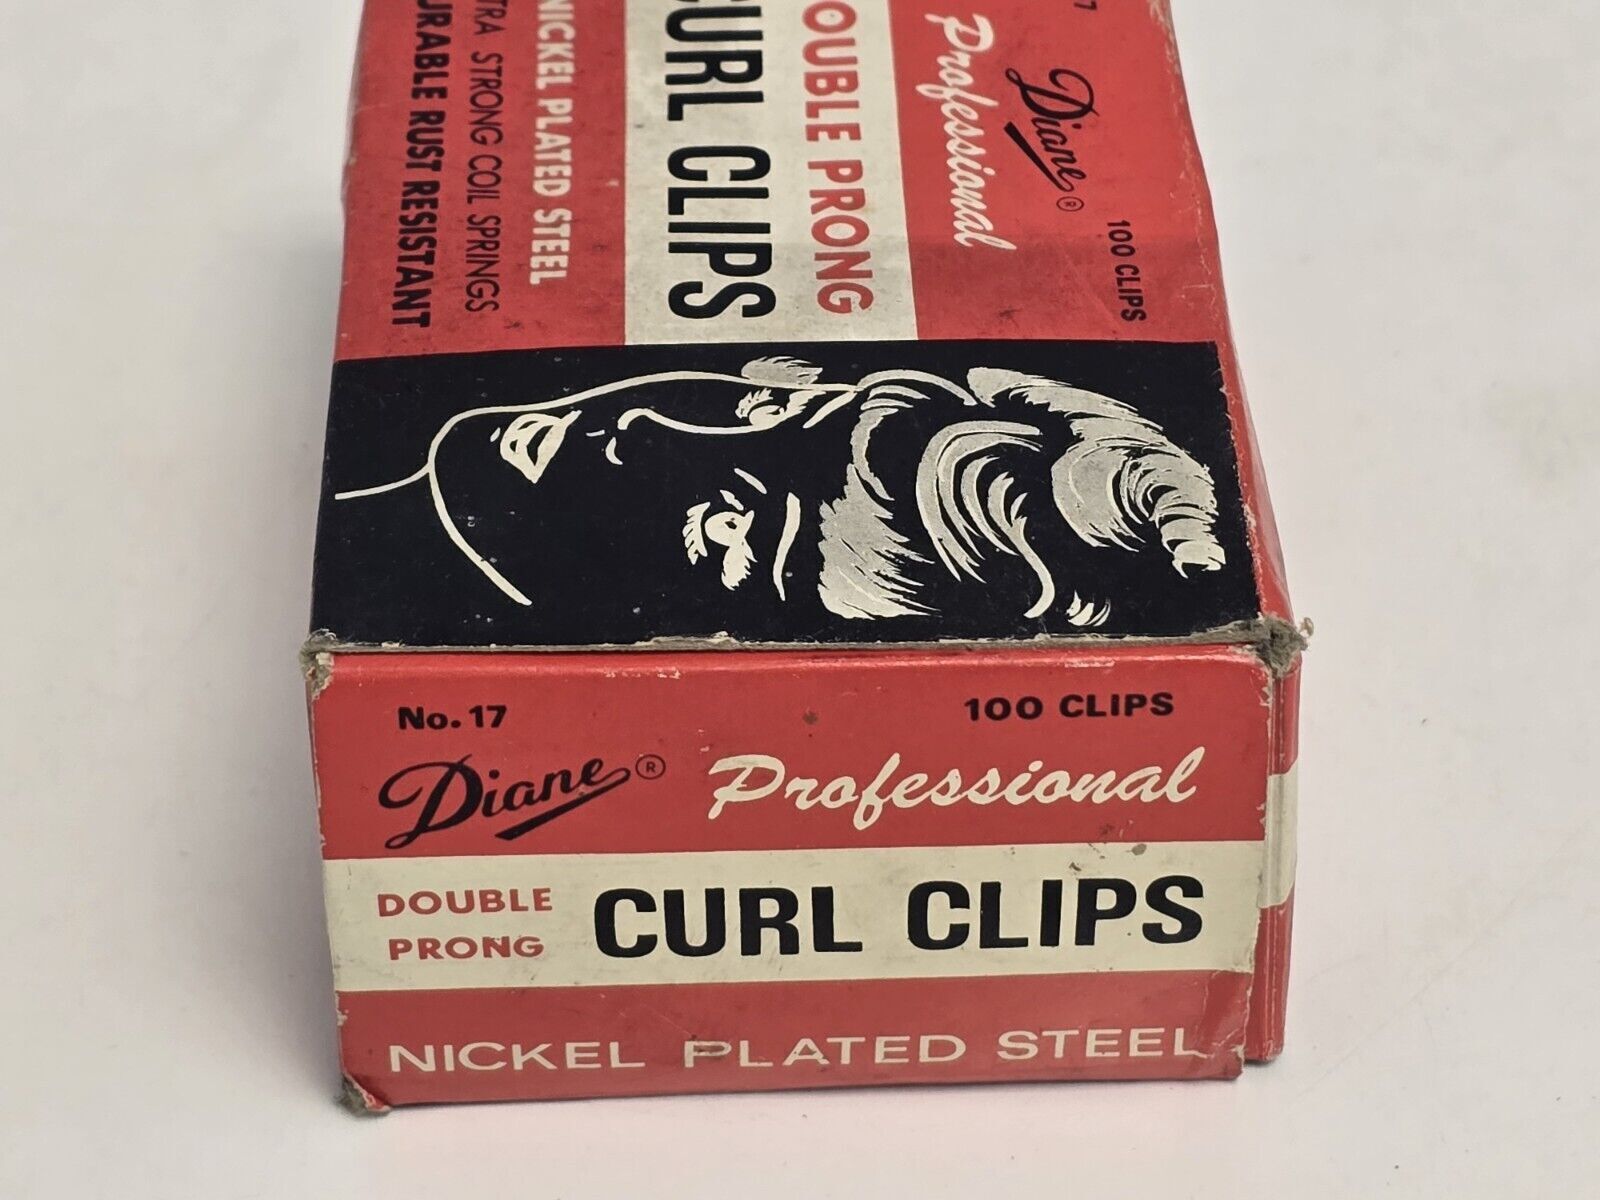 Diane®
100 CLIPS
Professional
DOUBLE PRONG
CURL CLIPS
NICKEL PLATED STEEL
STRONG COIL SPRINGS
RUST RESISTANT
No. 17
100 CLIPS
Diane®
Professional
DOUBLE
PRONG
CURL CLIPS
NICKEL PLATED STEEL